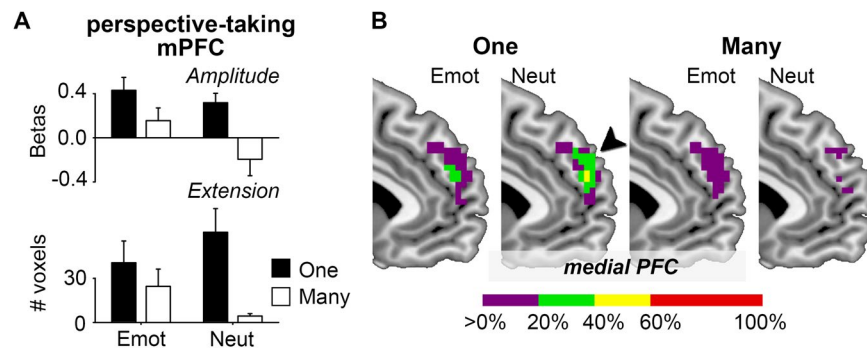 A
perspective-taking
mPFC
Amplitude
Betas
0.4
0.0
-0.4
Extension
# voxels
30
0
One
Many
Emot
Neut
B
One
Many
Emot
Neut
Emot
Neut
medial PFC
>0%
20%
40%
60%
100%